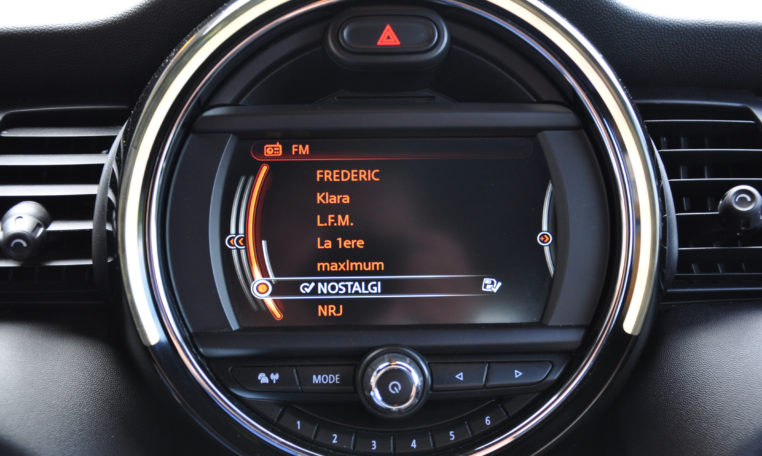 FM
FREDERIC
Klara
L.F.M.
La 1ere
maxImum
NOSTALGI
NRJ
MODE
1 2 3 4 5 6